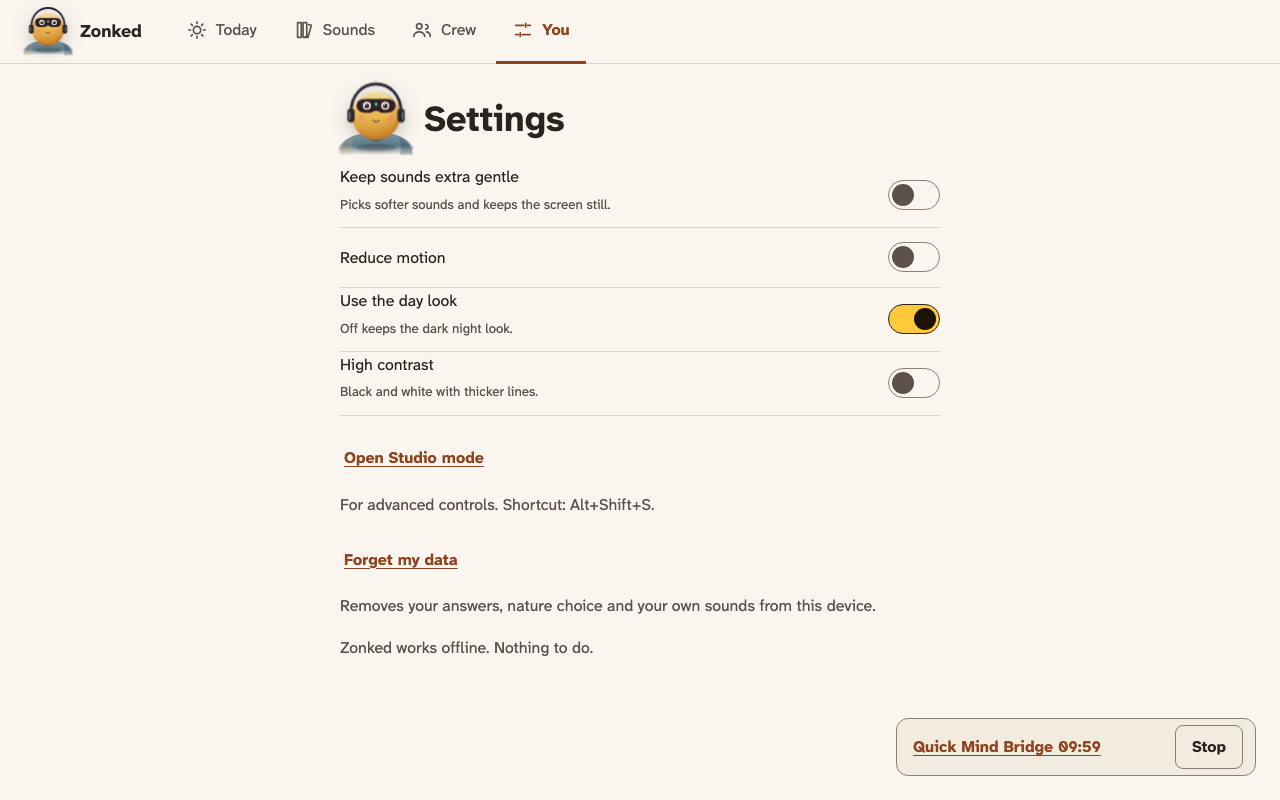 Zonked
Today
Sounds
Crew
You
Settings
Keep sounds extra gentle
Picks softer sounds and keeps the screen still.
Reduce motion
Use the day look
Off keeps the dark night look.
High contrast
Black and white with thicker lines.
Open Studio mode
For advanced controls. Shortcut: Alt+Shift+S.
Forget my data
Removes your answers, nature choice and your own sounds from this device.
Zonked works offline. Nothing to do.
Quick Mind Bridge 09:59
Stop